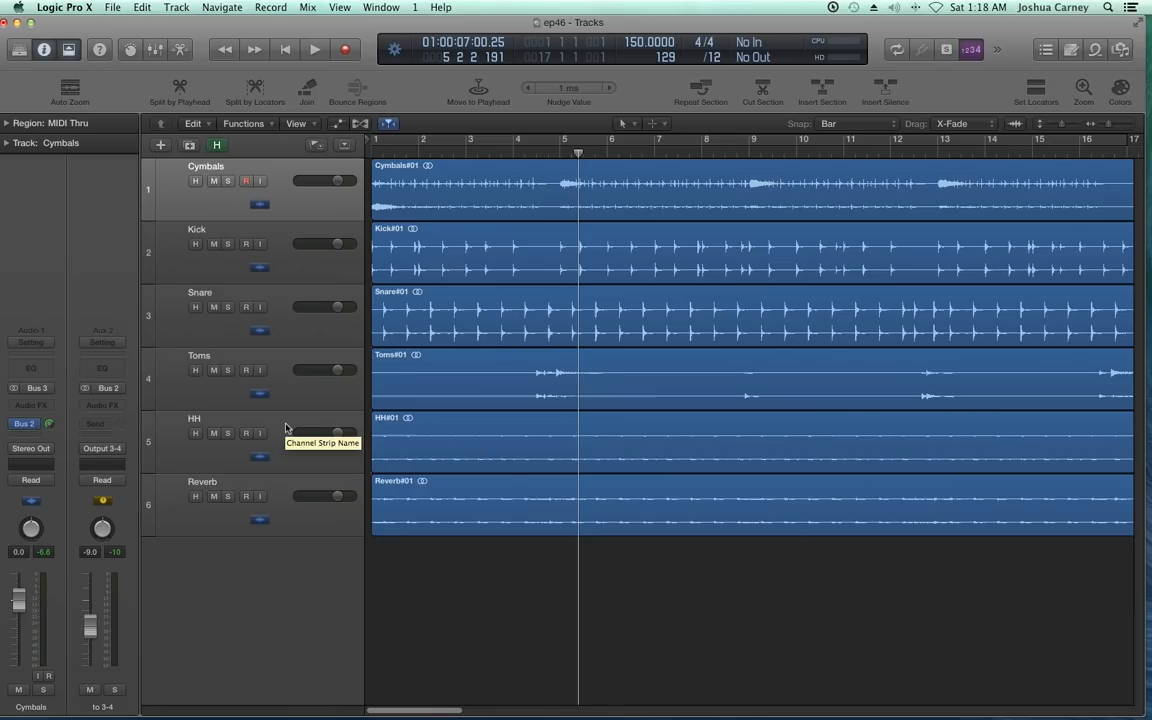 Logic Pro X File Edit Track Navigate Record Mix View Window 1 Help Sat 1:18 AM Joshua Carney
ep46 - Tracks
01:00:07:00.25 0001 1 1 001 150.0000 4/4 No In CPU
5 2 2 191 0017 1 1 001 129 /12 No Out HD
S 1234
Auto Zoom Split by Playhead Split by Locators Join Bounce Regions Move to Playhead 1 ms Nudge Value Repeat Section Cut Section Insert Section Insert Silence Set Locators Zoom Colors
Region: MIDI Thru Edit Functions View Snap: Bar Drag: X-Fade
Track: Cymbals H 1 2 3 4 5 6 7 8 9 10 11 12 13 14 15 16 17
1 Cymbals Cymbals#01
H M S R I
2 Kick Kick#01
H M S R I
3 Snare Snare#01
H M S R I
4 Toms Toms#01
H M S R I
5 HH HH#01
H M S R I
Channel Strip Name
6 Reverb Reverb#01
H M S R I
Audio 1 Aux 2
Setting Setting
EQ EQ
Bus 3 Bus 2
Audio FX Audio FX
Bus 2 Send
Stereo Out Output 3-4
Read Read
0.0 -6.6 -9.0 -10
I R
M S M S
Cymbals to 3-4